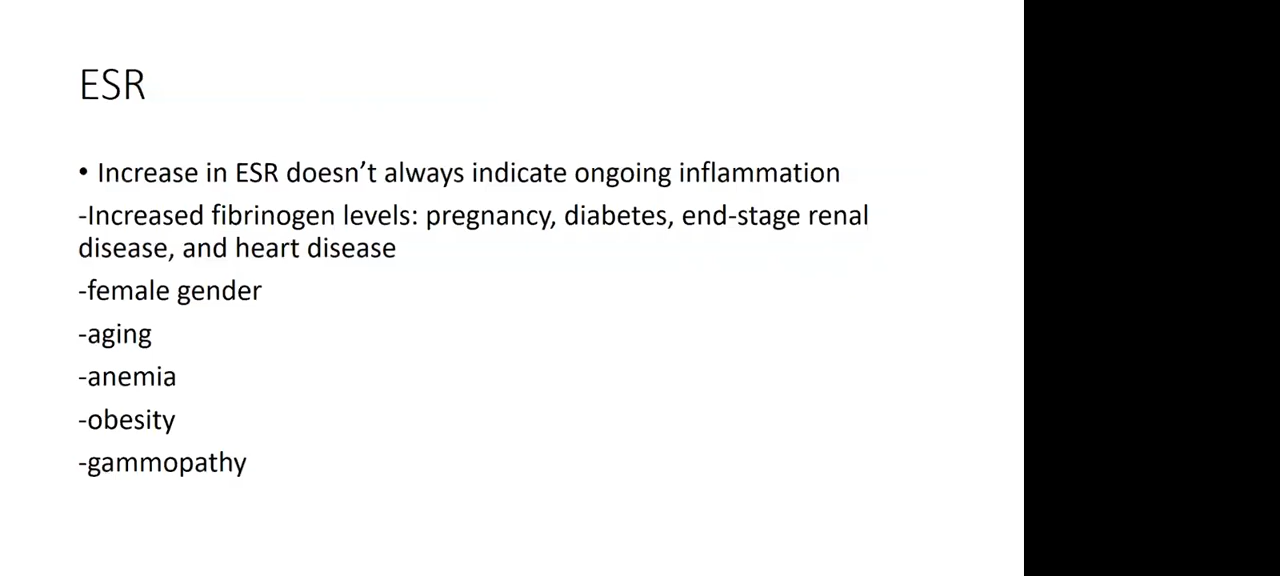 ESR
• Increase in ESR doesn’t always indicate ongoing inflammation
-Increased fibrinogen levels: pregnancy, diabetes, end-stage renal
disease, and heart disease
-female gender
-aging
-anemia
-obesity
-gammopathy